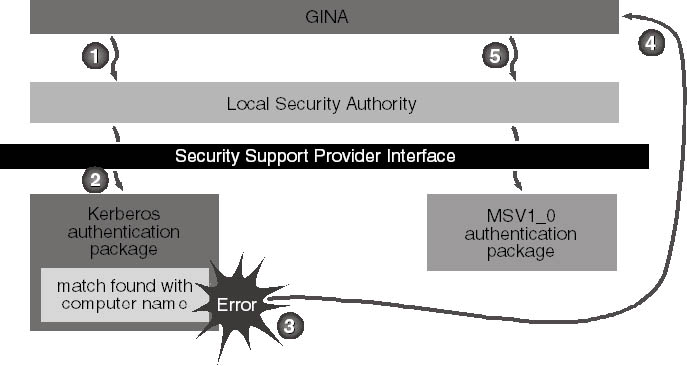 GINA
1
5
4
Local Security Authority
Security Support Provider Interface
2
Kerberos
authentication
package
match found with
computer name
Error
3
MSV1_0
authentication
package